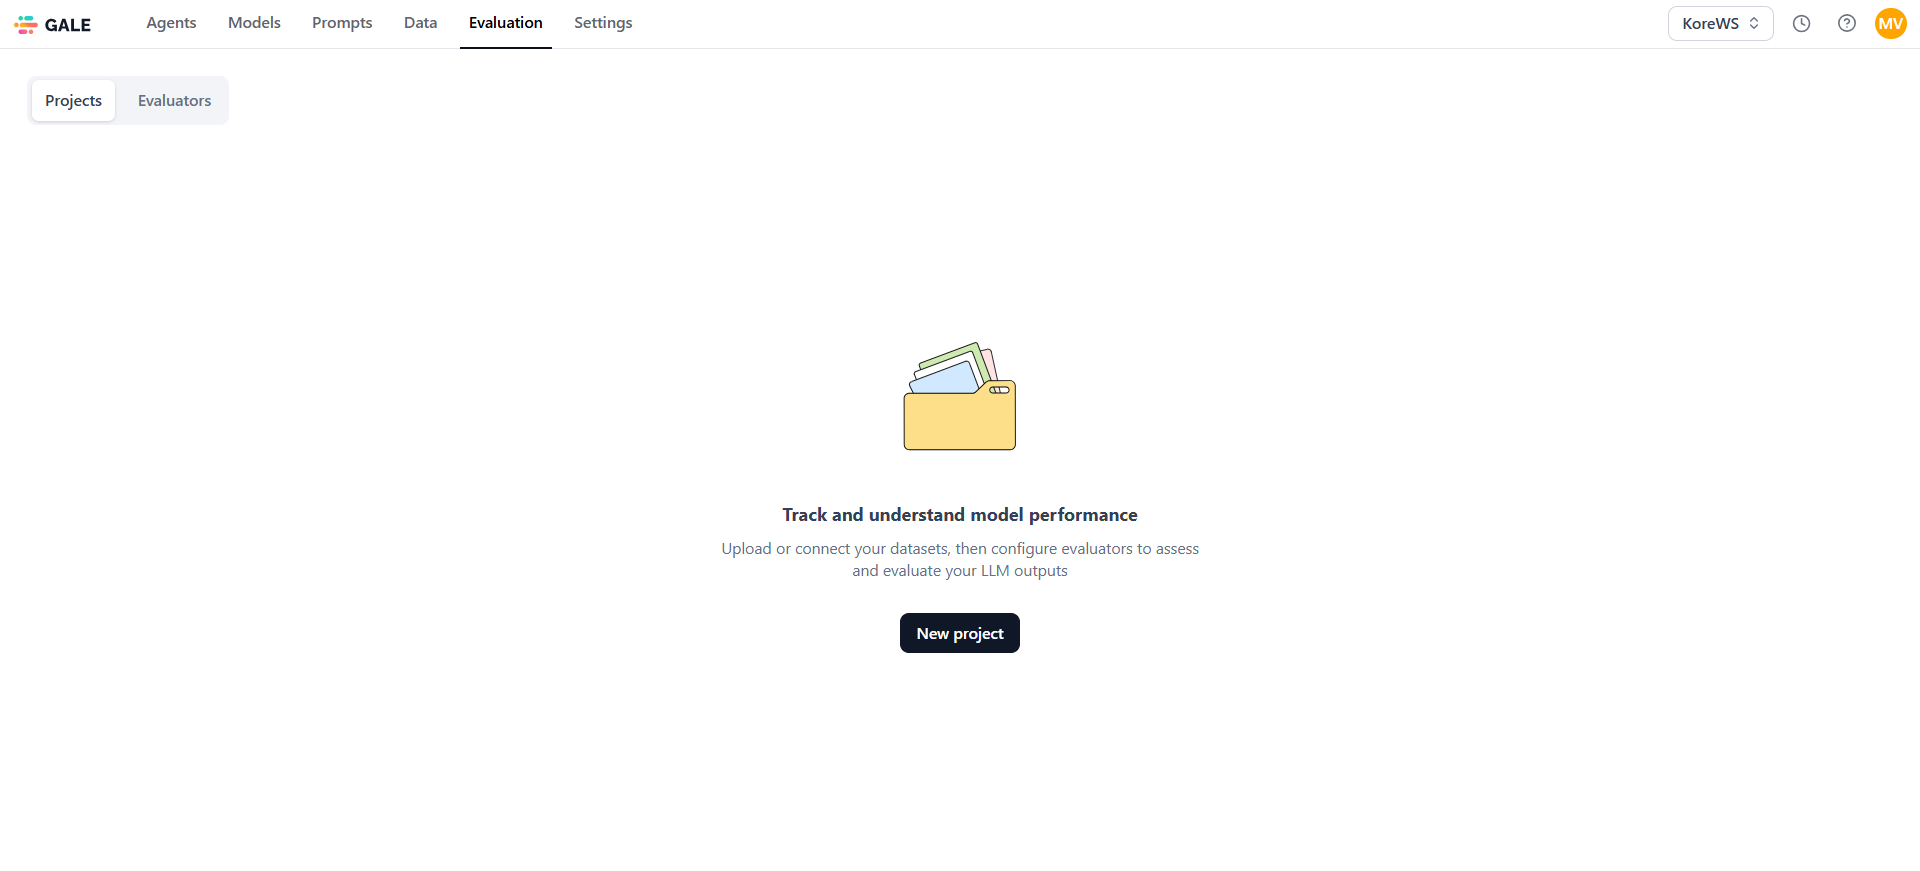 GALE
Agents
Models
Prompts
Data
Evaluation
Settings
KoreWS
MV
Projects
Evaluators
Track and understand model performance
Upload or connect your datasets, then configure evaluators to assess
and evaluate your LLM outputs
New project